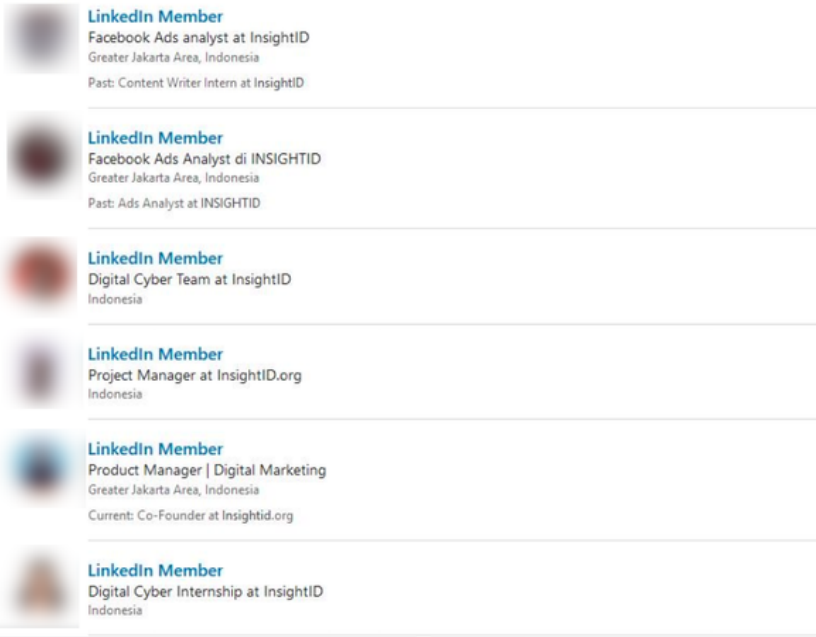 LinkedIn Member
Facebook Ads analyst at InsightID
Greater Jakarta Area, Indonesia
Past: Content Writer Intern at InsightID
LinkedIn Member
Facebook Ads Analyst di INSIGHTID
Greater Jakarta Area, Indonesia
Past: Ads Analyst at INSIGHTID
LinkedIn Member
Digital Cyber Team at InsightID
Indonesia
LinkedIn Member
Project Manager at InsightID.org
Indonesia
LinkedIn Member
Product Manager | Digital Marketing
Greater Jakarta Area, Indonesia
Current: Co-Founder at Insightid.org
LinkedIn Member
Digital Cyber Internship at InsightID
Indonesia